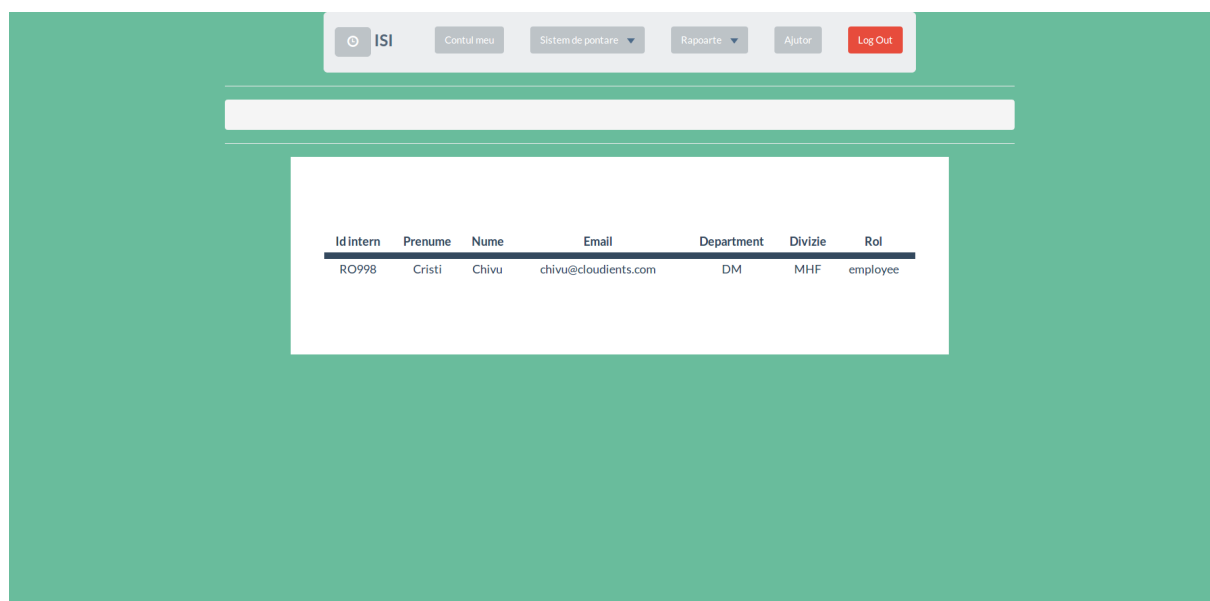 ISI Contul meu Sistem de pontare Rapoarte Ajutor Log Out
Id intern Prenume Nume Email Department Divizie Rol
RO998 Cristi Chivu chivu@cloudients.com DM MHF employee